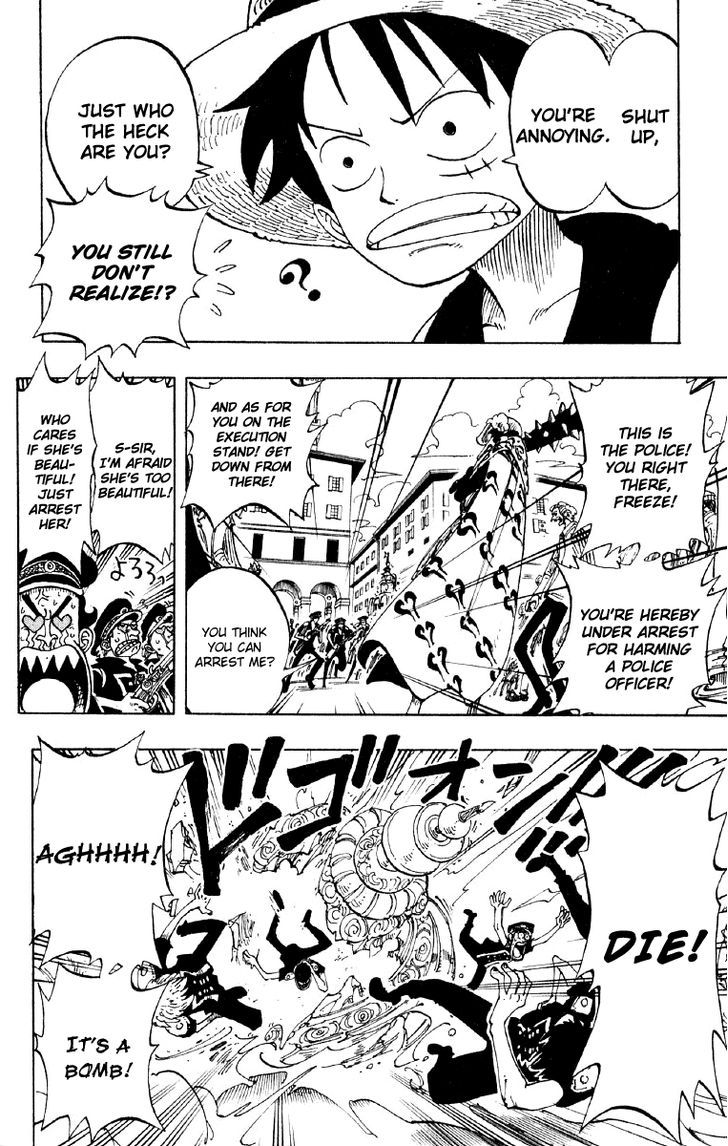 SHUT
UP,
YOU'RE
ANNOYING.
JUST WHO
THE HECK
ARE YOU?
YOU STILL
DON'T
REALIZE!?
?
THIS IS
THE POLICE!
YOU RIGHT
THERE,
FREEZE!
YOU'RE HEREBY
UNDER ARREST
FOR HARMING
A POLICE
OFFICER!
AND AS FOR
YOU ON THE
EXECUTION
STAND! GET
DOWN FROM
THERE!
YOU THINK
YOU CAN
ARREST ME?
S-SIR,
I'M AFRAID
SHE'S TOO
BEAUTIFUL!
WHO
CARES
IF SHE'S
BEAU-
TIFUL!
JUST
ARREST
HER!
よろろ
DIE!
ドゴオーン!!
AGHHHH!
IT'S A
BOMB!